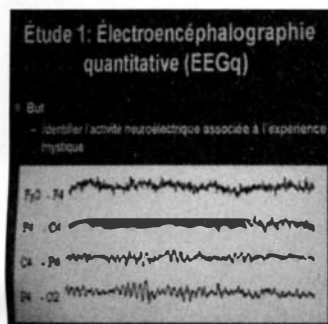 Étude 1: Électroencéphalographie
quantitative (EEGq)
But
– Identifier l'activité neuroélectrique associée à l'expérience
mystique
Fp2 - F4
F4 - C4
C4 - P4
P4 - O2